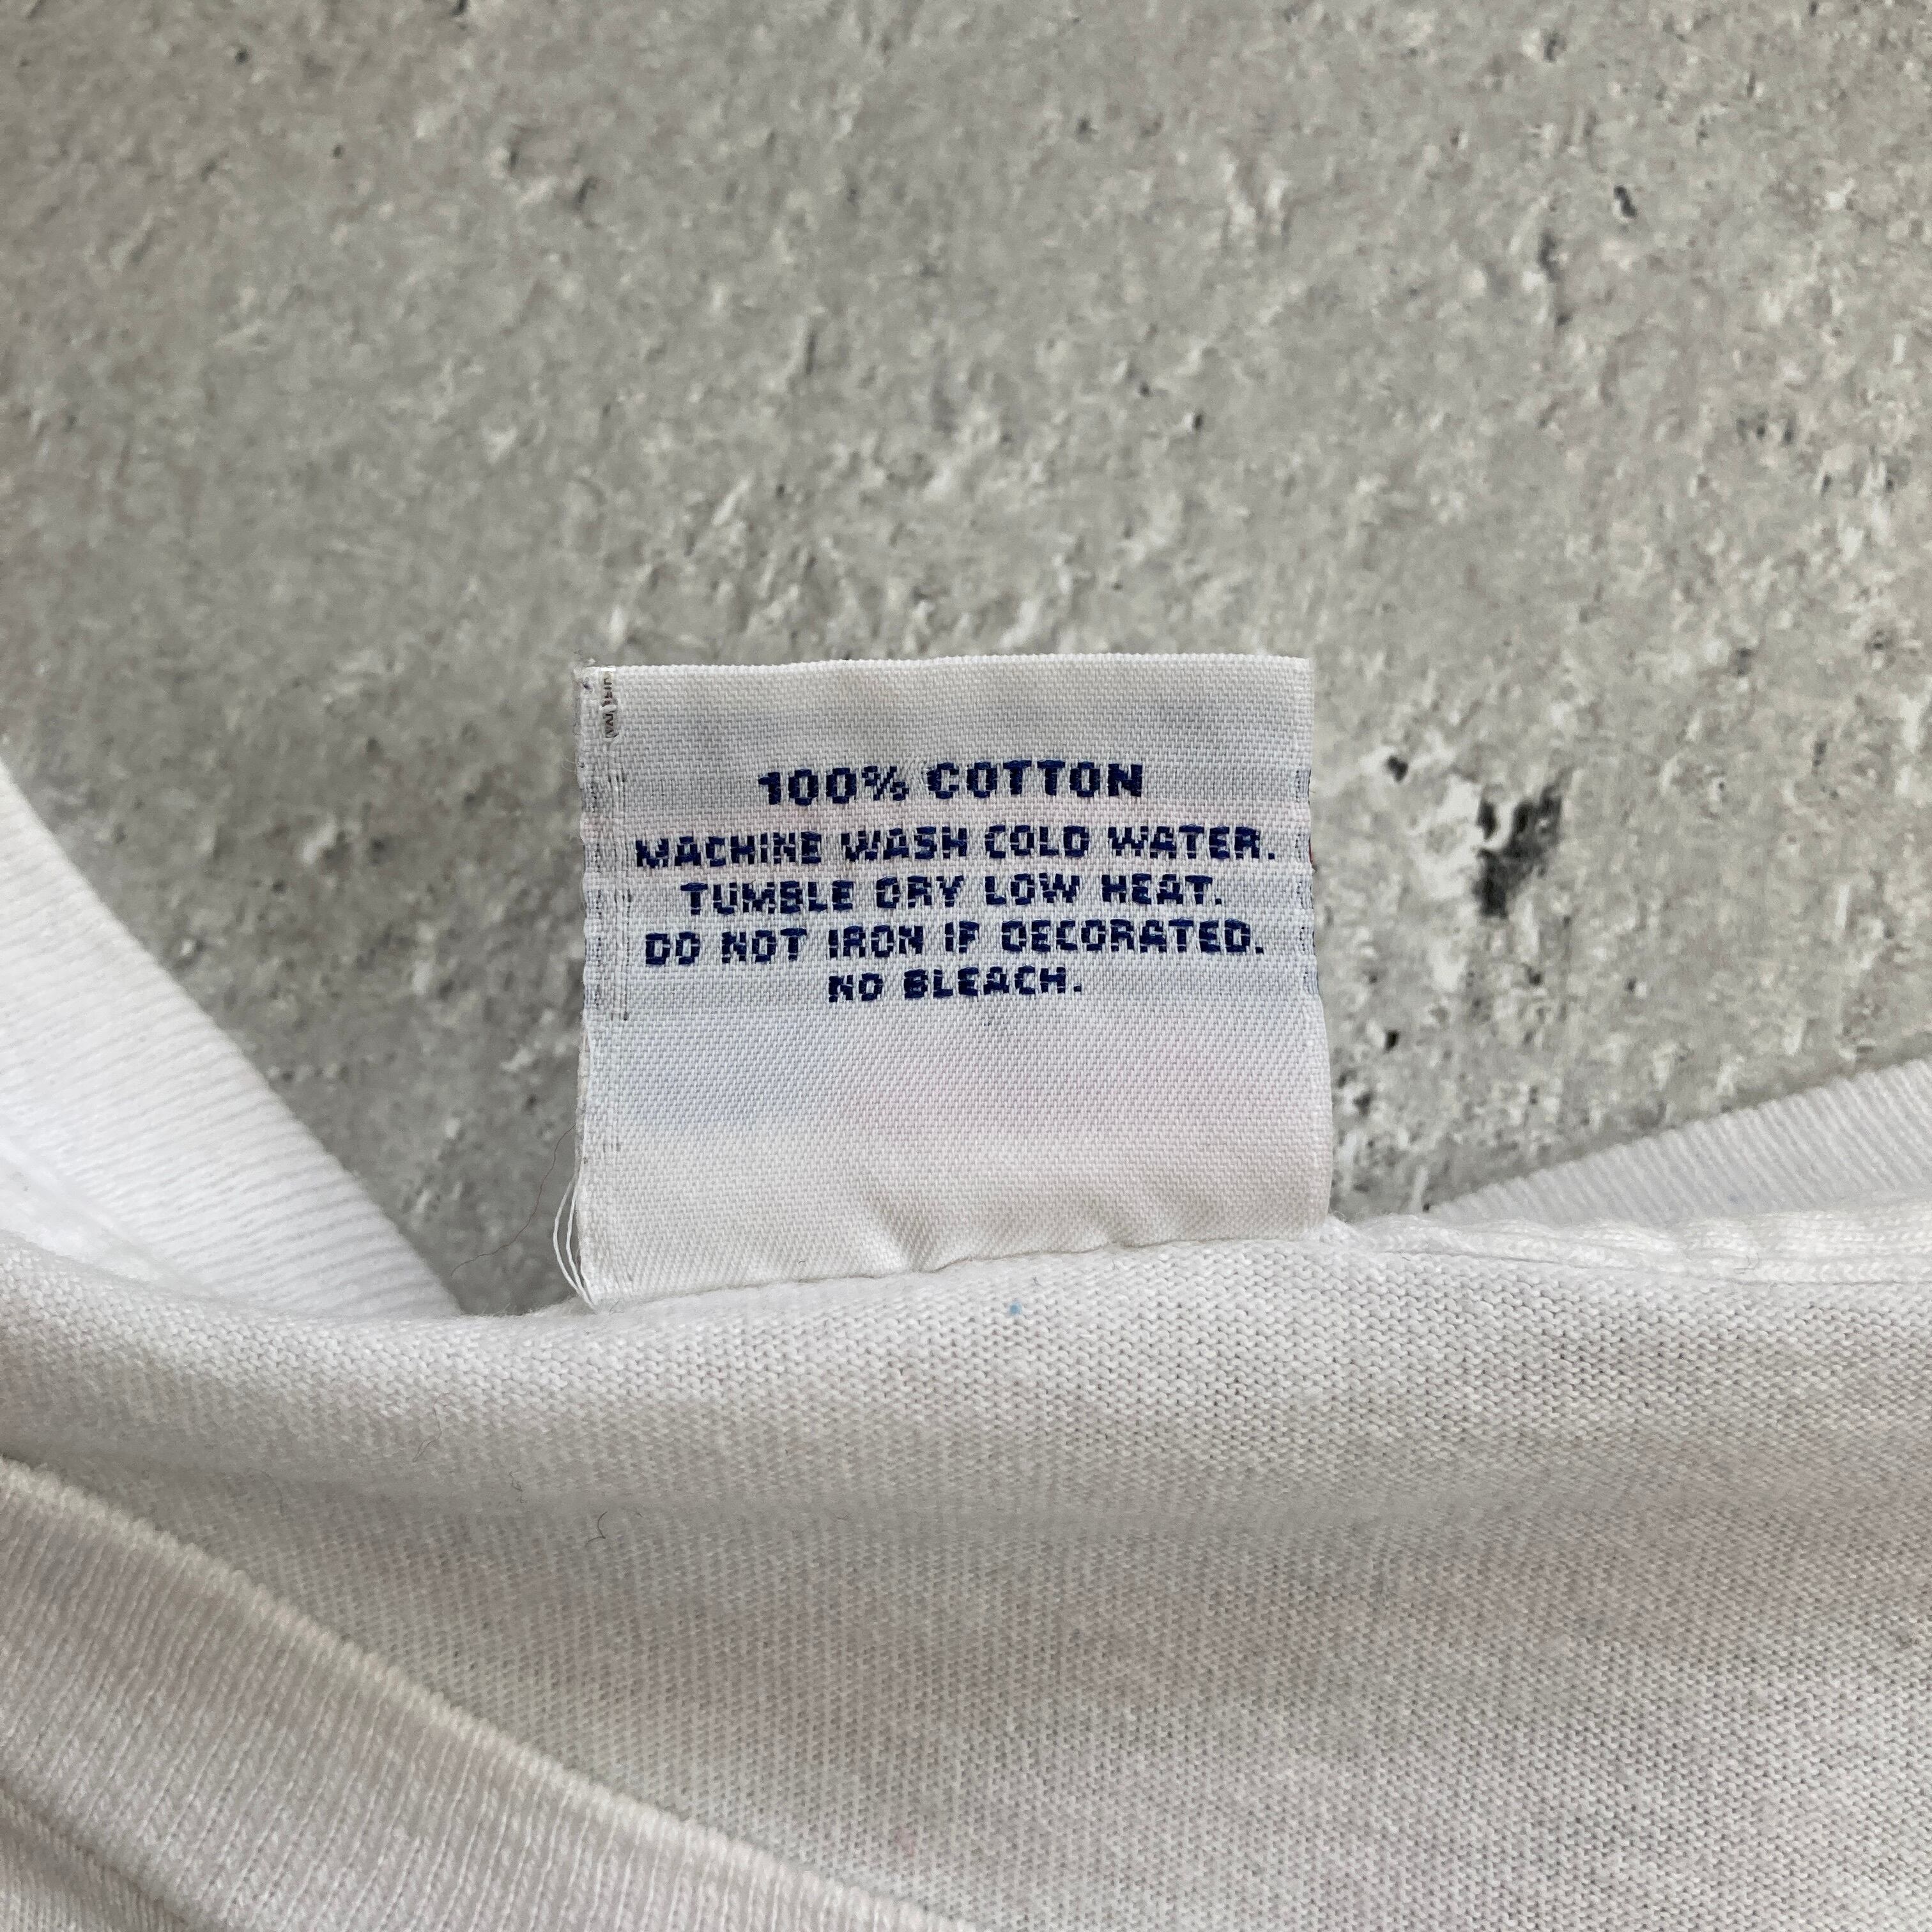 100% COTTON
MACHINE WASH COLD WATER.
TUMBLE DRY LOW HEAT.
DO NOT IRON IF DECORATED.
NO BLEACH.